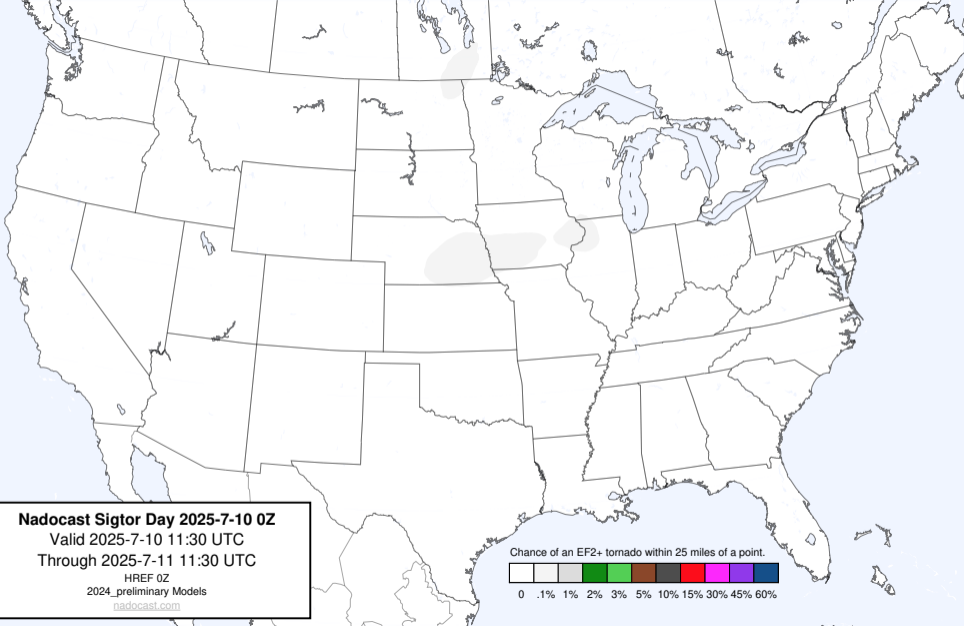 Nadocast Sigtor Day 2025-7-10 0Z
Valid 2025-7-10 11:30 UTC
Through 2025-7-11 11:30 UTC
HREF 0Z
2024_preliminary Models
nadocast.com
Chance of an EF2+ tornado within 25 miles of a point.
0 .1% 1% 2% 3% 5% 10% 15% 30% 45% 60%